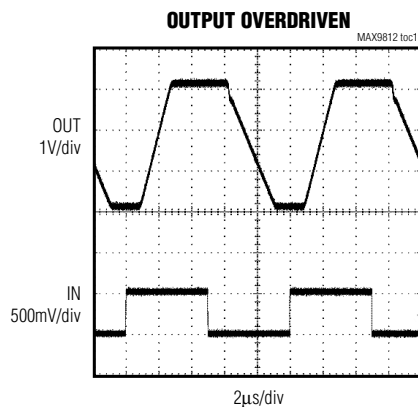 OUTPUT OVERDRIVEN
MAX9812 toc1
OUT
1V/div
IN
500mV/div
2µs/div